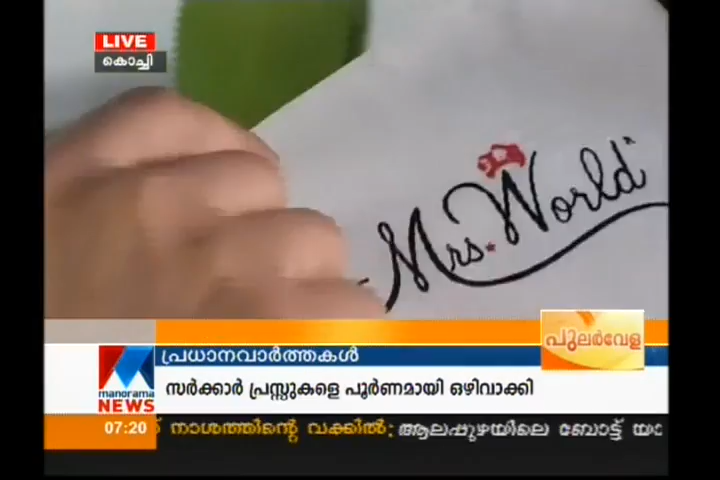 LIVE
കൊച്ചി
Mrs. World
പുലർവേള
പ്രധാനവാർത്തകൾ
സർക്കാർ പ്രസ്സുകളെ പൂർണമായി ഒഴിവാക്കി
manorama
NEWS
07:20
നാശത്തിന്റെ വക്കിൽ; ആലപ്പുഴയിലെ ബോട്ട്